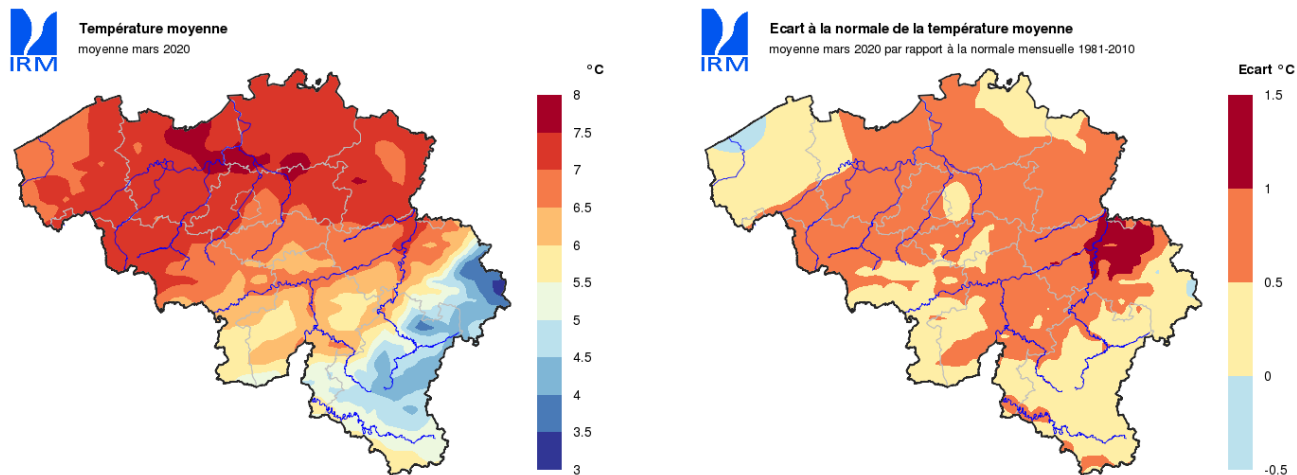 IRM
Température moyenne
moyenne mars 2020
°C
8
7.5
7
6.5
6
5.5
5
4.5
4
3.5
3
IRM
Ecart à la normale de la température moyenne
moyenne mars 2020 par rapport à la normale mensuelle 1981-2010
Ecart °C
1.5
1
0.5
0
-0.5